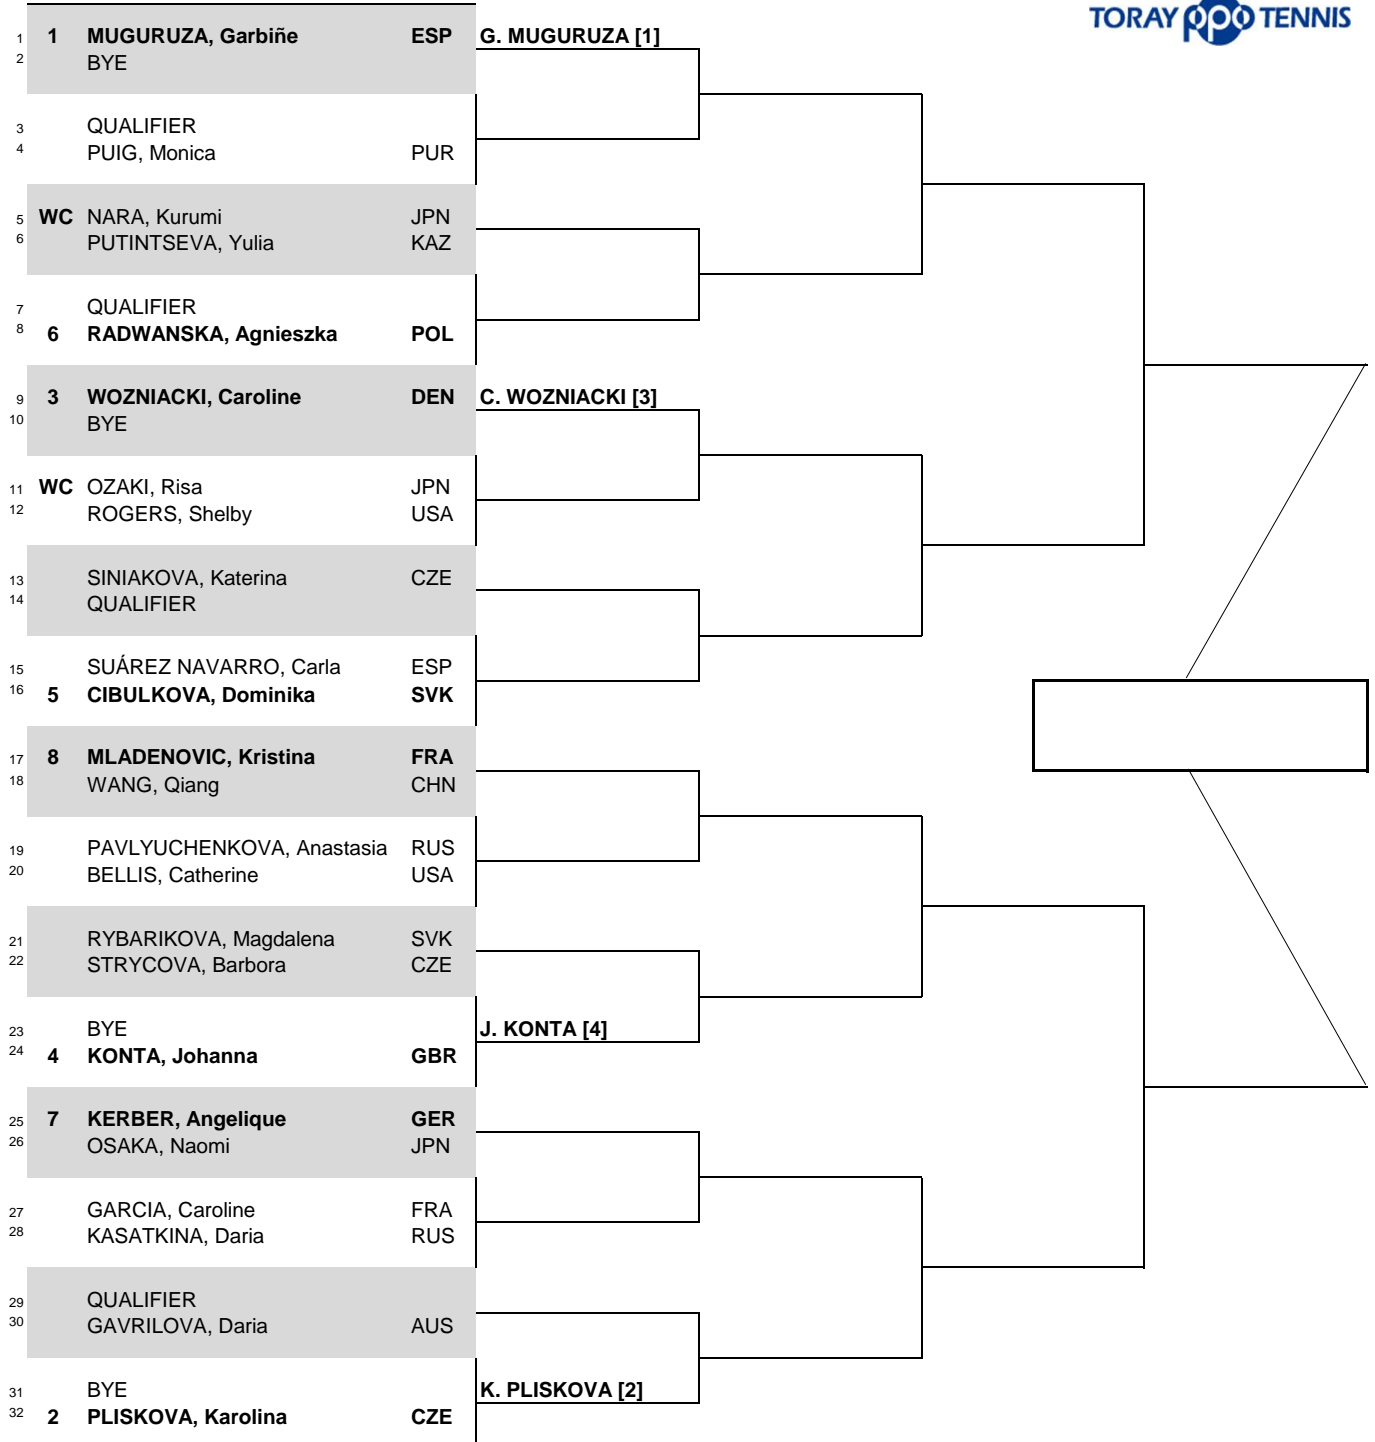 TORAY PPO TENNIS
1 1 MUGURUZA, Garbiñe ESP G. MUGURUZA [1]
2 BYE
3 QUALIFIER
4 PUIG, Monica PUR
5 WC NARA, Kurumi JPN
6 PUTINTSEVA, Yulia KAZ
7 QUALIFIER
8 6 RADWANSKA, Agnieszka POL
9 3 WOZNIACKI, Caroline DEN C. WOZNIACKI [3]
10 BYE
11 WC OZAKI, Risa JPN
12 ROGERS, Shelby USA
13 SINIAKOVA, Katerina CZE
14 QUALIFIER
15 SUÁREZ NAVARRO, Carla ESP
16 5 CIBULKOVA, Dominika SVK
17 8 MLADENOVIC, Kristina FRA
18 WANG, Qiang CHN
19 PAVLYUCHENKOVA, Anastasia RUS
20 BELLIS, Catherine USA
21 RYBARIKOVA, Magdalena SVK
22 STRYCOVA, Barbora CZE
23 BYE J. KONTA [4]
24 4 KONTA, Johanna GBR
25 7 KERBER, Angelique GER
26 OSAKA, Naomi JPN
27 GARCIA, Caroline FRA
28 KASATKINA, Daria RUS
29 QUALIFIER
30 GAVRILOVA, Daria AUS
31 BYE K. PLISKOVA [2]
32 2 PLISKOVA, Karolina CZE